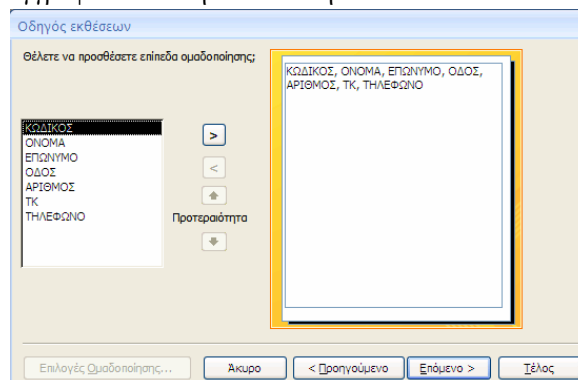 Οδηγός εκθέσεων
Θέλετε να προσθέσετε επίπεδα ομαδοποίησης;
ΚΩΔΙΚΟΣ, ΟΝΟΜΑ, ΕΠΩΝΥΜΟ, ΟΔΟΣ,
ΑΡΙΘΜΟΣ, ΤΚ, ΤΗΛΕΦΩΝΟ
ΚΩΔΙΚΟΣ
ΟΝΟΜΑ
ΕΠΩΝΥΜΟ
ΟΔΟΣ
ΑΡΙΘΜΟΣ
ΤΚ
ΤΗΛΕΦΩΝΟ
>
<
Προτεραιότητα
Επιλογές Ομαδοποίησης...
Άκυρο
< Προηγούμενο
Επόμενο >
Τέλος